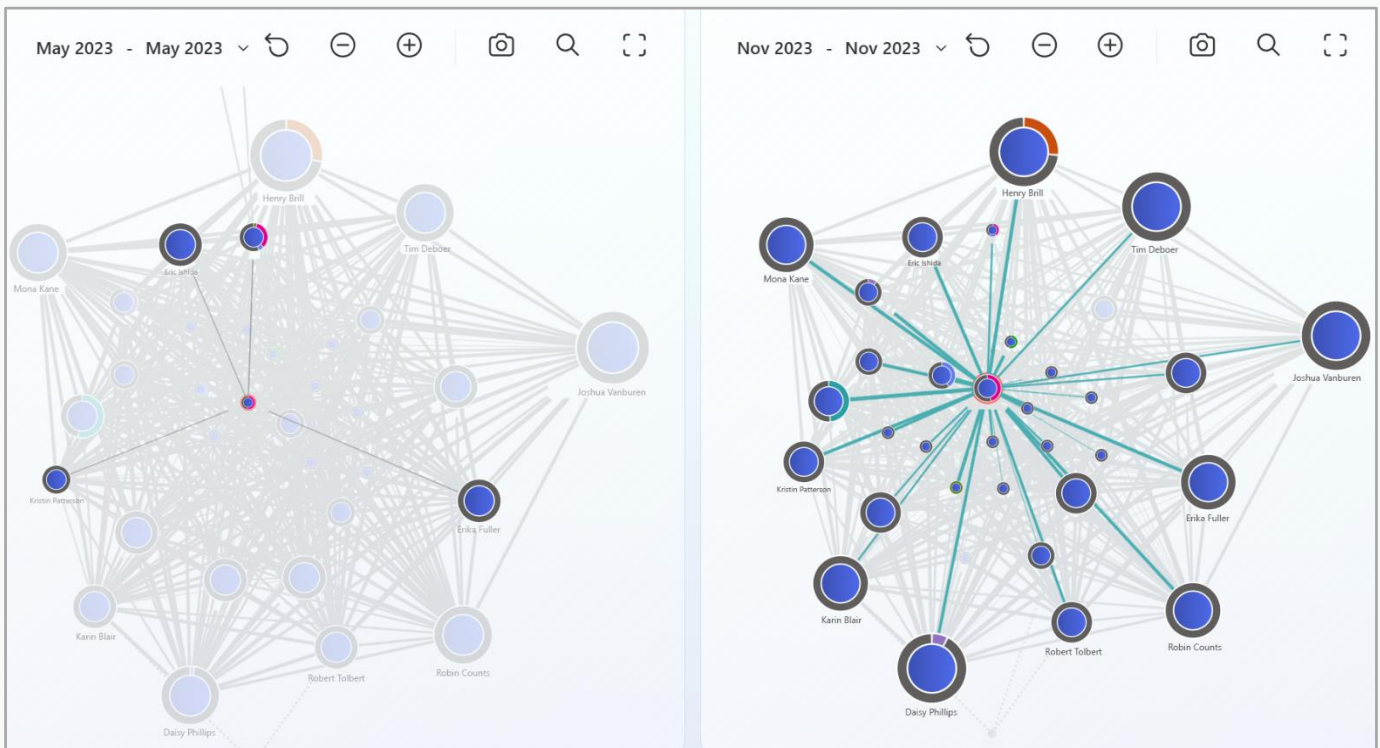 May 2023 - May 2023
Henry Brill
Tim Deboer
Eric Ishida
Mona Kane
Joshua Vanburen
Kristin Patterson
Erika Fuller
Karin Blair
Robert Tolbert
Robin Counts
Daisy Phillips
Nov 2023 - Nov 2023
Henry Brill
Tim Deboer
Eric Ishida
Mona Kane
Joshua Vanburen
Kristin Patterson
Erika Fuller
Karin Blair
Robin Counts
Robert Tolbert
Daisy Phillips